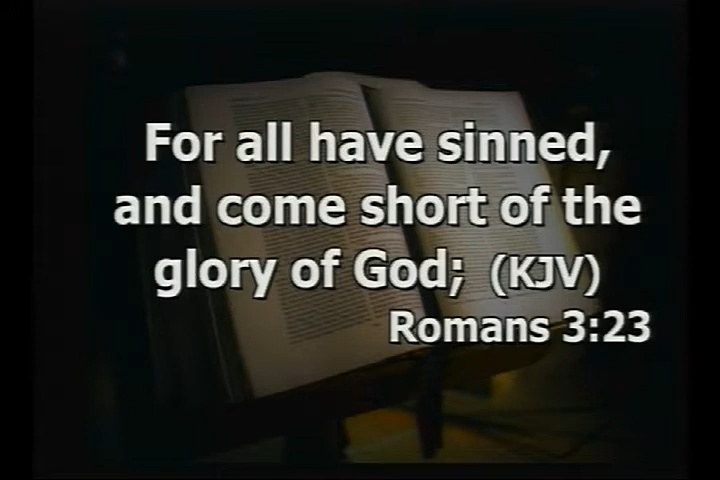 For all have sinned,
and come short of the
glory of God; (KJV)
Romans 3:23